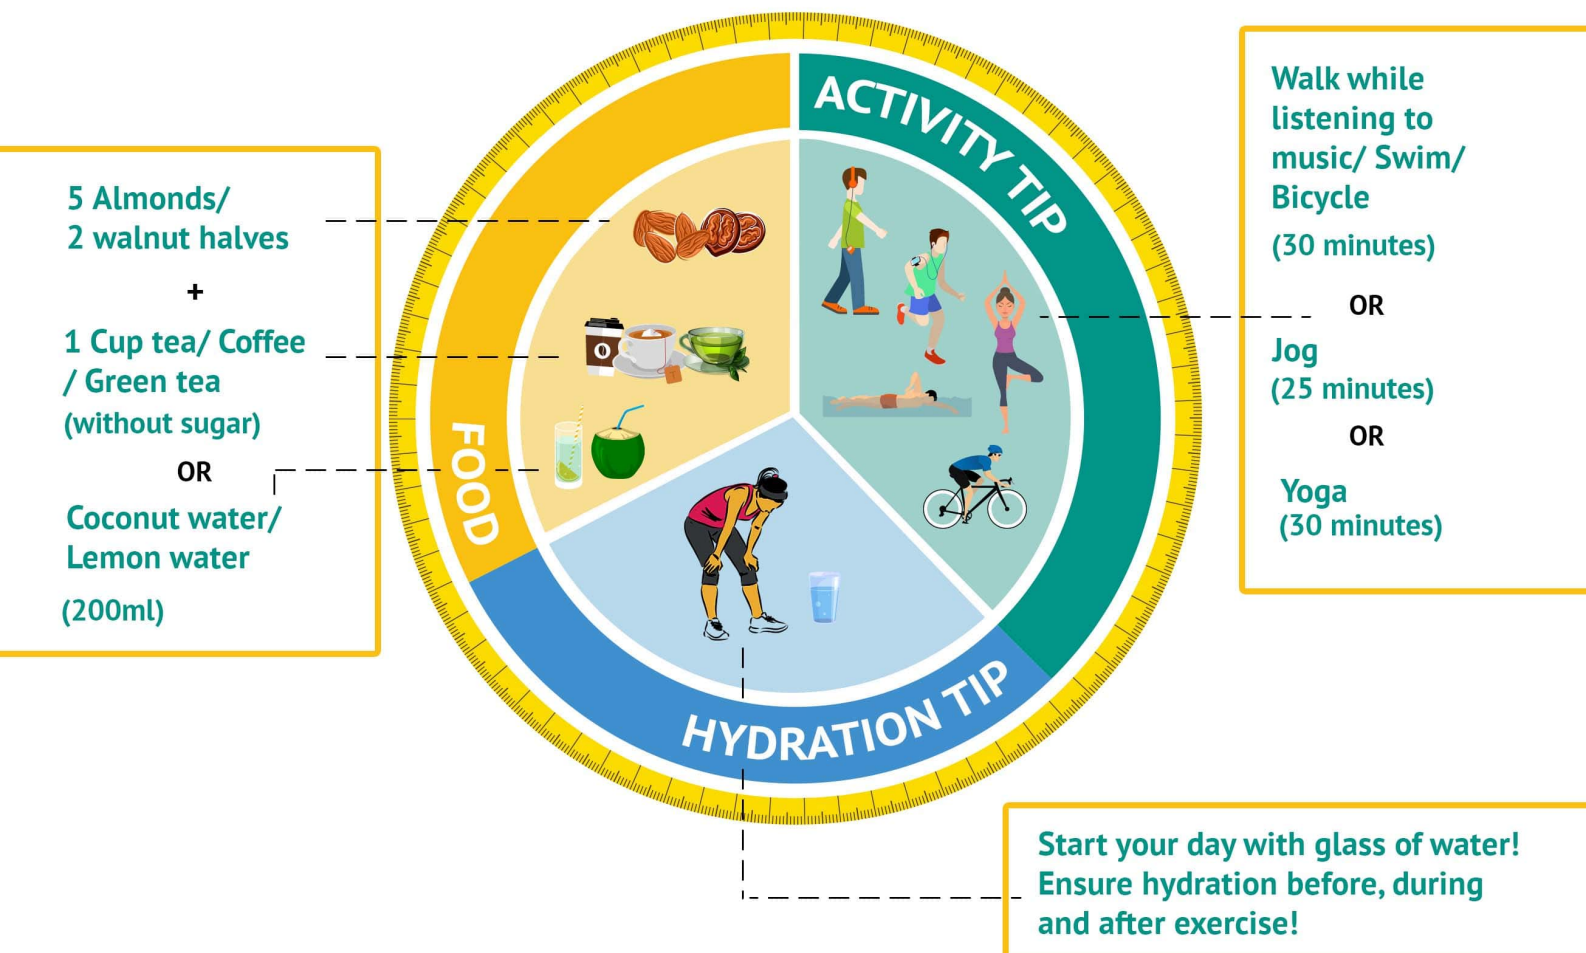 5 Almonds/
2 walnut halves
+
1 Cup tea/ Coffee
/ Green tea
(without sugar)
OR
Coconut water/
Lemon water
(200ml)
FOOD
ACTIVITY TIP
HYDRATION TIP
Walk while
listening to
music/ Swim/
Bicycle
(30 minutes)
OR
Jog
(25 minutes)
OR
Yoga
(30 minutes)
Start your day with glass of water!
Ensure hydration before, during
and after exercise!